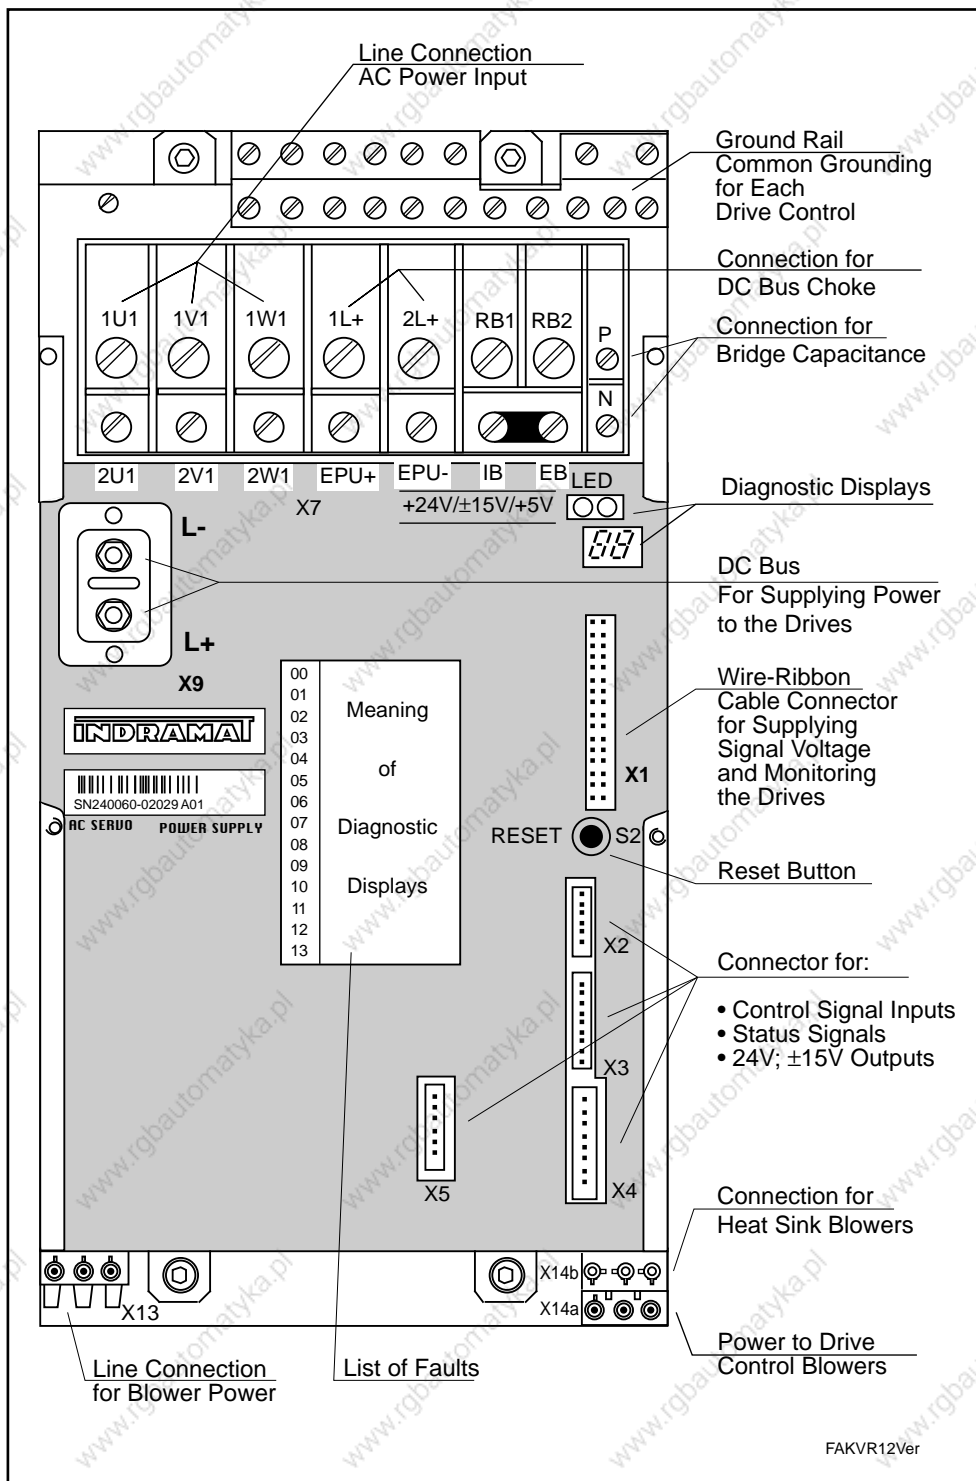 Line Connection
AC Power Input
Ground Rail
Common Grounding
for Each
Drive Control
Connection for
DC Bus Choke
Connection for
Bridge Capacitance
1U1 1V1 1W1 1L+ 2L+ RB1 RB2 P
N
2U1 2V1 2W1 EPU+ EPU- IB EB LED
X7 +24V/±15V/+5V
Diagnostic Displays
L-
DC Bus
For Supplying Power
to the Drives
L+
X9
Wire-Ribbon
Cable Connector
for Supplying
Signal Voltage
and Monitoring
the Drives
X1
00
01
02
03
04
05
06
07
08
09
10
11
12
13
Meaning
of
Diagnostic
Displays
INDRAMAT
SN240060-02029 A01
AC SERVO POWER SUPPLY
RESET S2
Reset Button
X2
Connector for:
• Control Signal Inputs
• Status Signals
• 24V; ±15V Outputs
X3
X5
X4
Connection for
Heat Sink Blowers
X14b
X13
X14a
Power to Drive
Control Blowers
Line Connection
for Blower Power
List of Faults
FAKVR12Ver
www.rgbautomatyka.pl